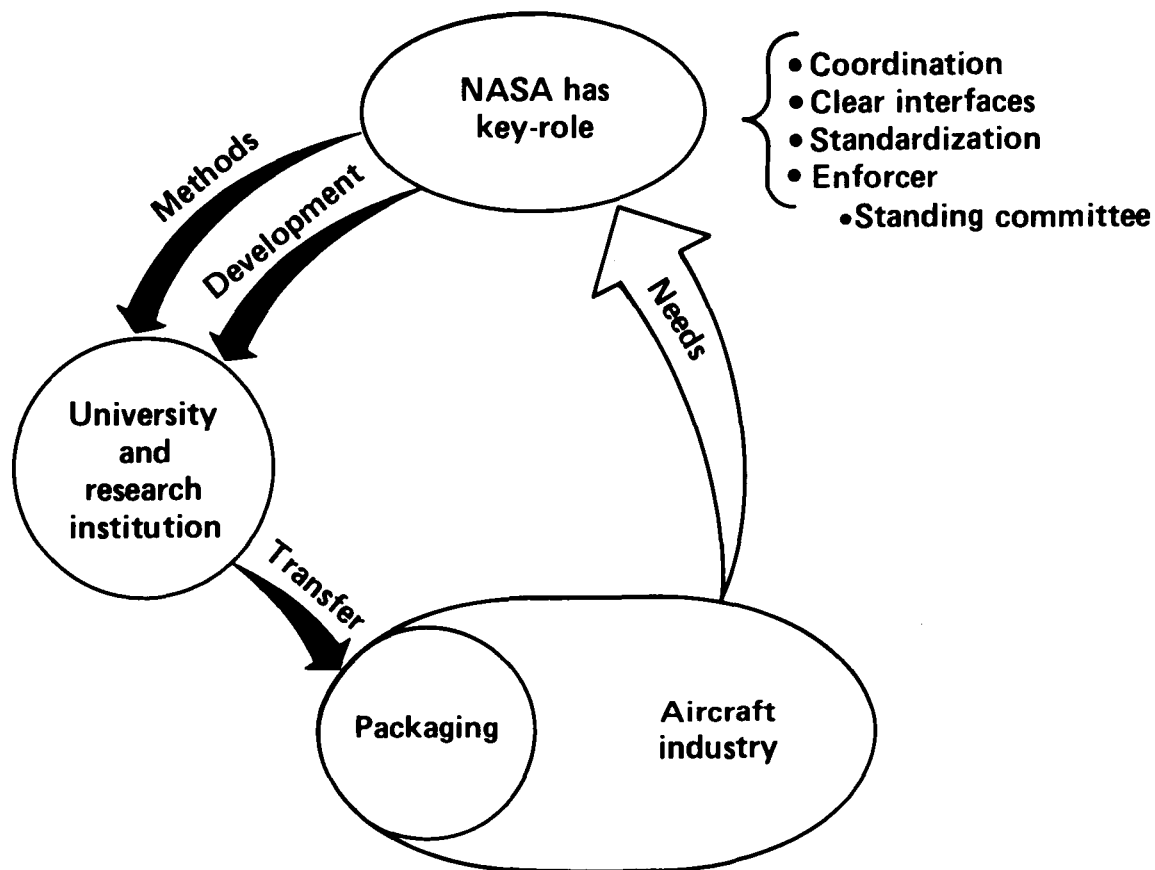 NASA has
key-role
• Coordination
• Clear interfaces
• Standardization
• Enforcer
•Standing committee
Methods
Development
Needs
University
and
research
institution
Transfer
Packaging
Aircraft
industry